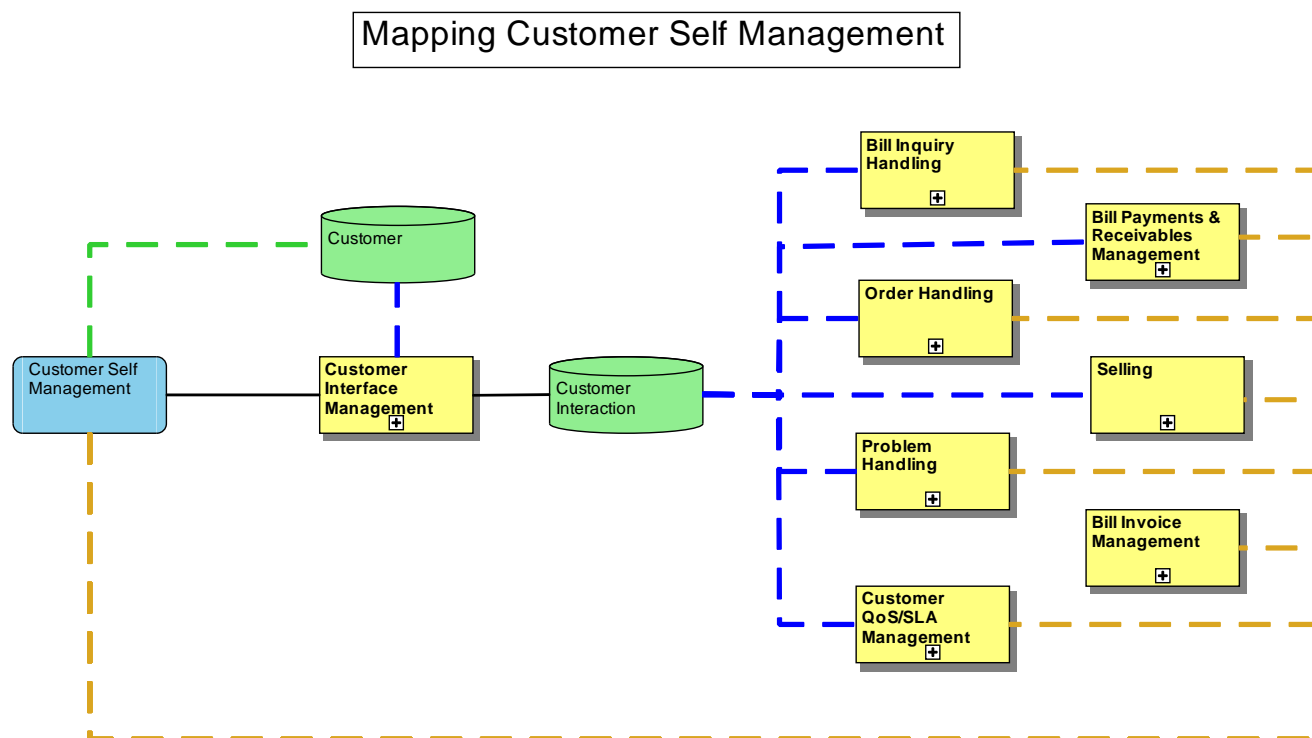 Mapping Customer Self Management
Bill Inquiry
Handling
Customer
Bill Payments &
Receivables
Management
Order Handling
Customer Self
Management
Customer
Interface
Management
Customer
Interaction
Selling
Problem
Handling
Bill Invoice
Management
Customer
QoS/SLA
Management